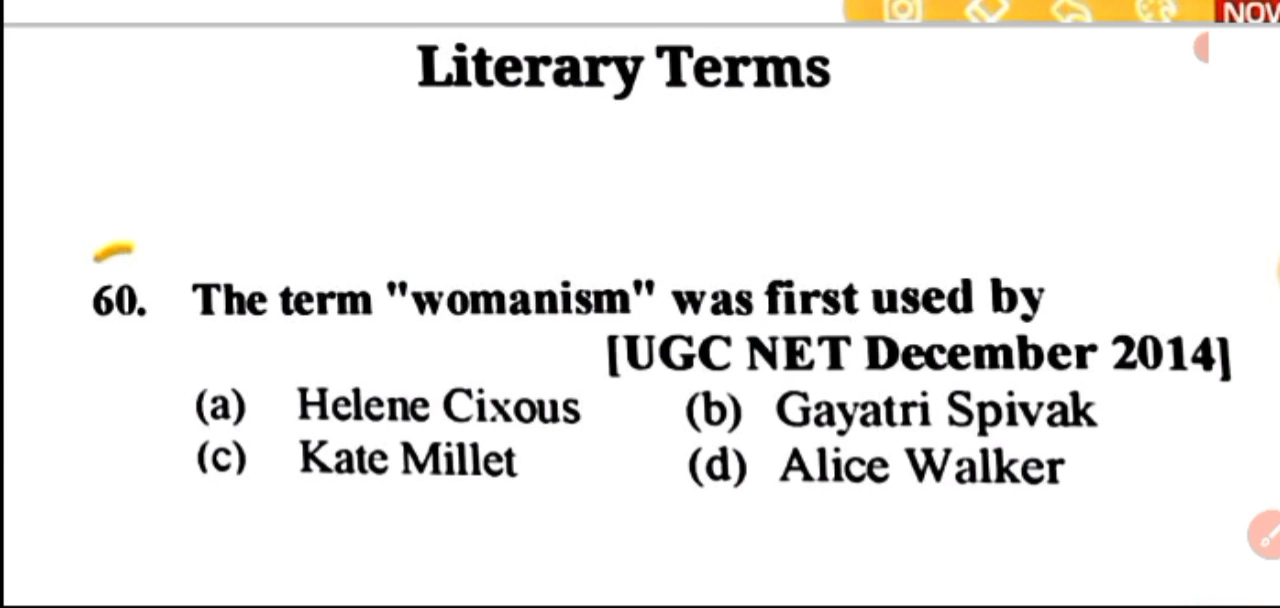 NOV
Literary Terms
60. The term "womanism" was first used by
[UGC NET December 2014]
(a) Helene Cixous (b) Gayatri Spivak
(c) Kate Millet (d) Alice Walker